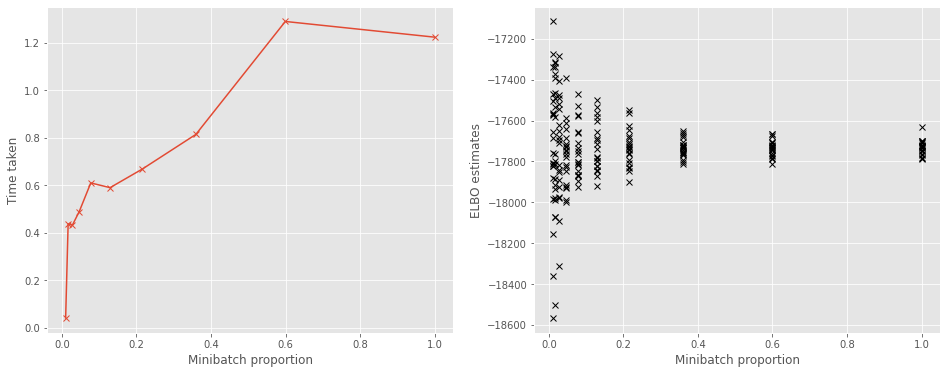 Time taken
1.2
1.0
0.8
0.6
0.4
0.2
0.0
0.0 0.2 0.4 0.6 0.8 1.0
Minibatch proportion
ELBO estimates
−17200
−17400
−17600
−17800
−18000
−18200
−18400
−18600
0.0 0.2 0.4 0.6 0.8 1.0
Minibatch proportion